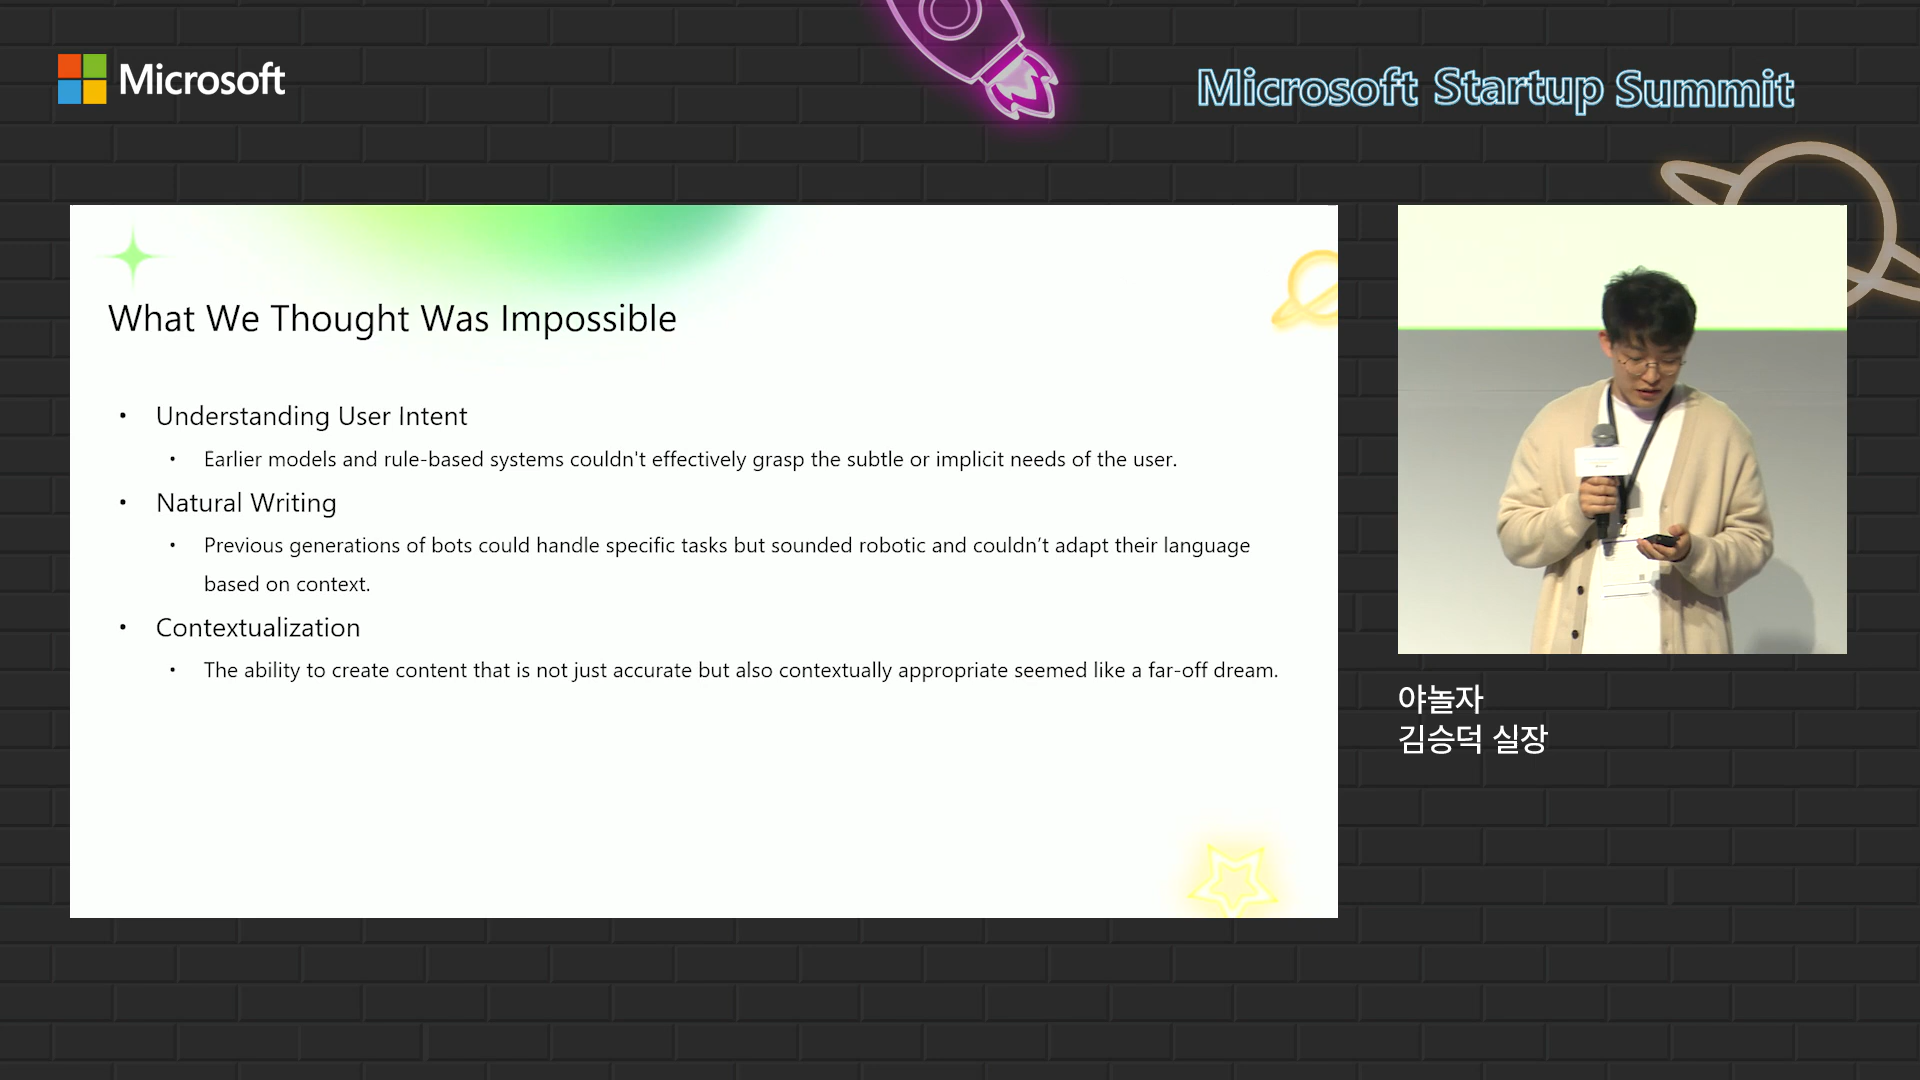 Microsoft
Microsoft Startup Summit
What We Thought Was Impossible
• Understanding User Intent
• Earlier models and rule-based systems couldn't effectively grasp the subtle or implicit needs of the user.
• Natural Writing
• Previous generations of bots could handle specific tasks but sounded robotic and couldn’t adapt their language
based on context.
• Contextualization
• The ability to create content that is not just accurate but also contextually appropriate seemed like a far-off dream.
야놀자
김승덕 실장